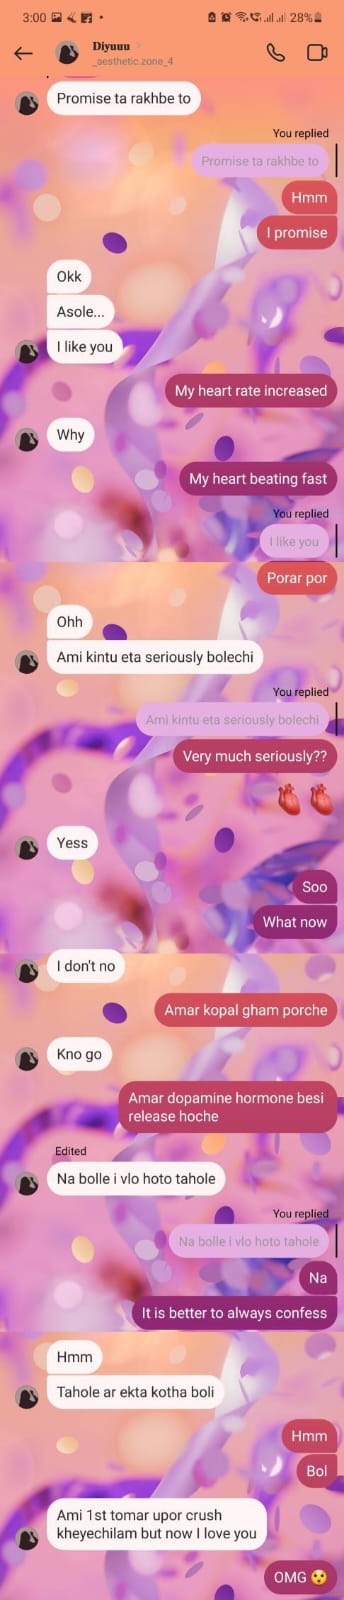 3:00 28%
Diyuuu
_aesthetic.zone_4
Promise ta rakhbe to
You replied
Promise ta rakhbe to
Hmm
I promise
Okk
Asole...
I like you
My heart rate increased
Why
My heart beating fast
You replied
I like you
Porar por
Ohh
Ami kintu eta seriously bolechi
You replied
Ami kintu eta seriously bolechi
Very much seriously??
🫀 🫀
Yess
Soo
What now
I don't no
Amar kopal gham porche
Kno go
Amar dopamine hormone besi
release hoche
Edited
Na bolle i vlo hoto tahole
You replied
Na bolle i vlo hoto tahole
Na
It is better to always confess
Hmm
Tahole ar ekta kotha boli
Hmm
Bol
Ami 1st tomar upor crush
kheyechilam but now I love you
OMG 😯